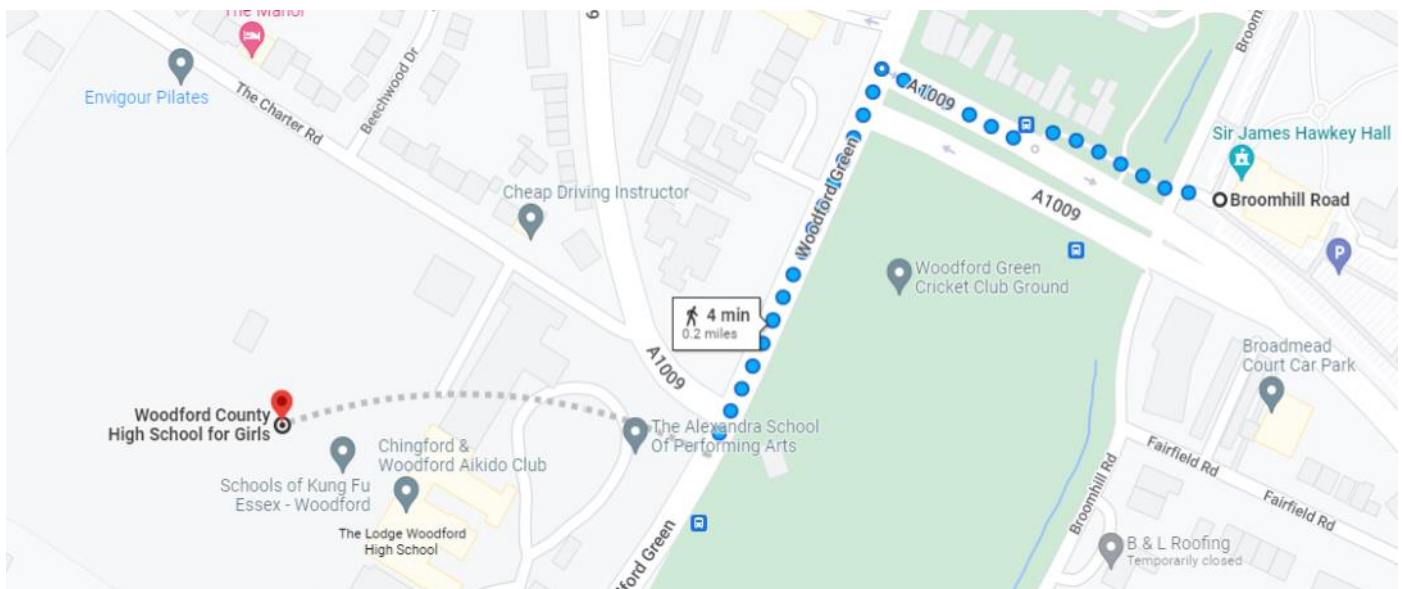 The Manor
9
Envigour Pilates
The Charter Rd
Beechwood Dr
A1009
Sir James Hawkey Hall
Cheap Driving Instructor
Woodford Green
A1009
Broomhill Road
P
Woodford Green
Cricket Club Ground
4 min
0.2 miles
A1009
Broadmead
Court Car Park
Woodford County
High School for Girls
The Alexandra School
Of Performing Arts
Chingford &
Woodford Aikido Club
Schools of Kung Fu
Essex - Woodford
The Lodge Woodford
High School
Broomhill Rd
Fairfield Rd
Fairfield Rd
B & L Roofing
Temporarily closed